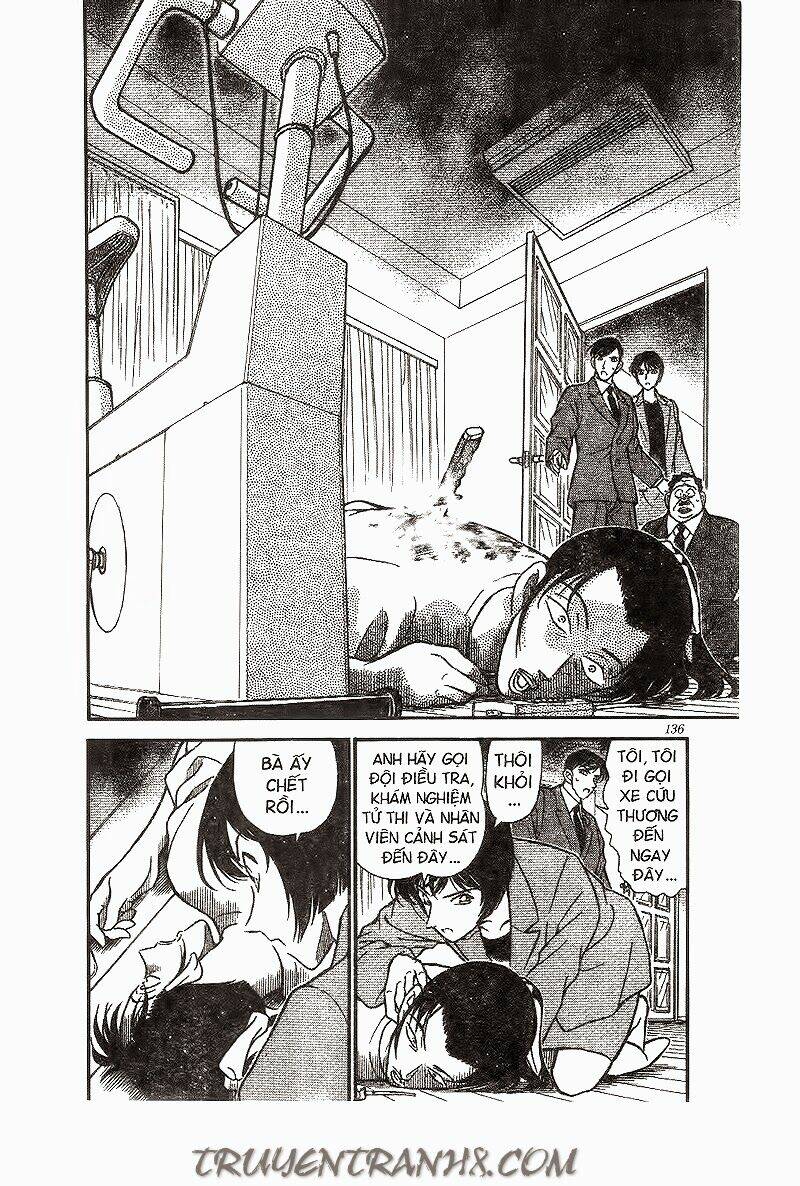 136
TÔI, TÔI
ĐI GỌI
XE CỨU
THƯƠNG
ĐẾN
NGAY
ĐÂY...
THÔI
KHỎI
...
ANH HÃY GỌI
ĐỘI ĐIỀU TRA,
KHÁM NGHIỆM
TỬ THI VÀ NHÂN
VIÊN CẢNH SÁT
ĐẾN ĐÂY...
BÀ ẤY
CHẾT
RỒI...
TRUYENTRANH8.COM